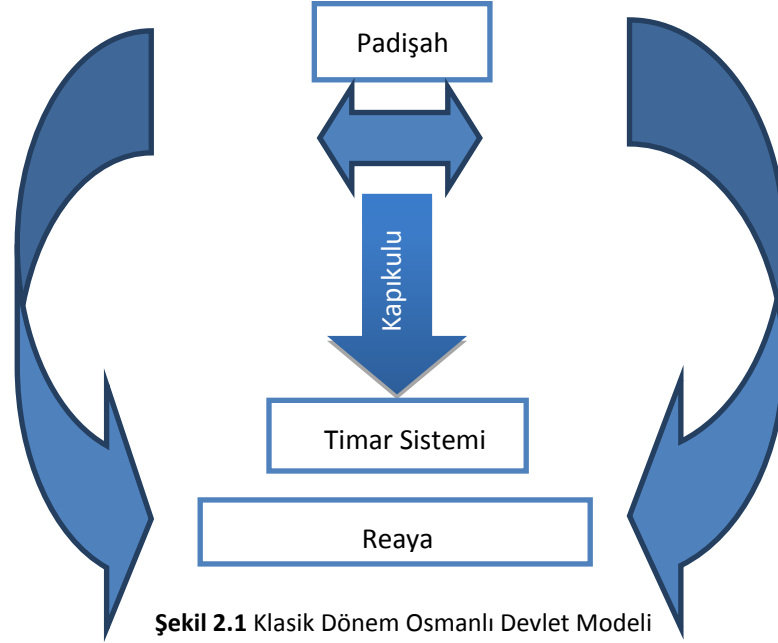 Padişah
Kapıkulu
Timar Sistemi
Reaya
Şekil 2.1 Klasik Dönem Osmanlı Devlet Modeli